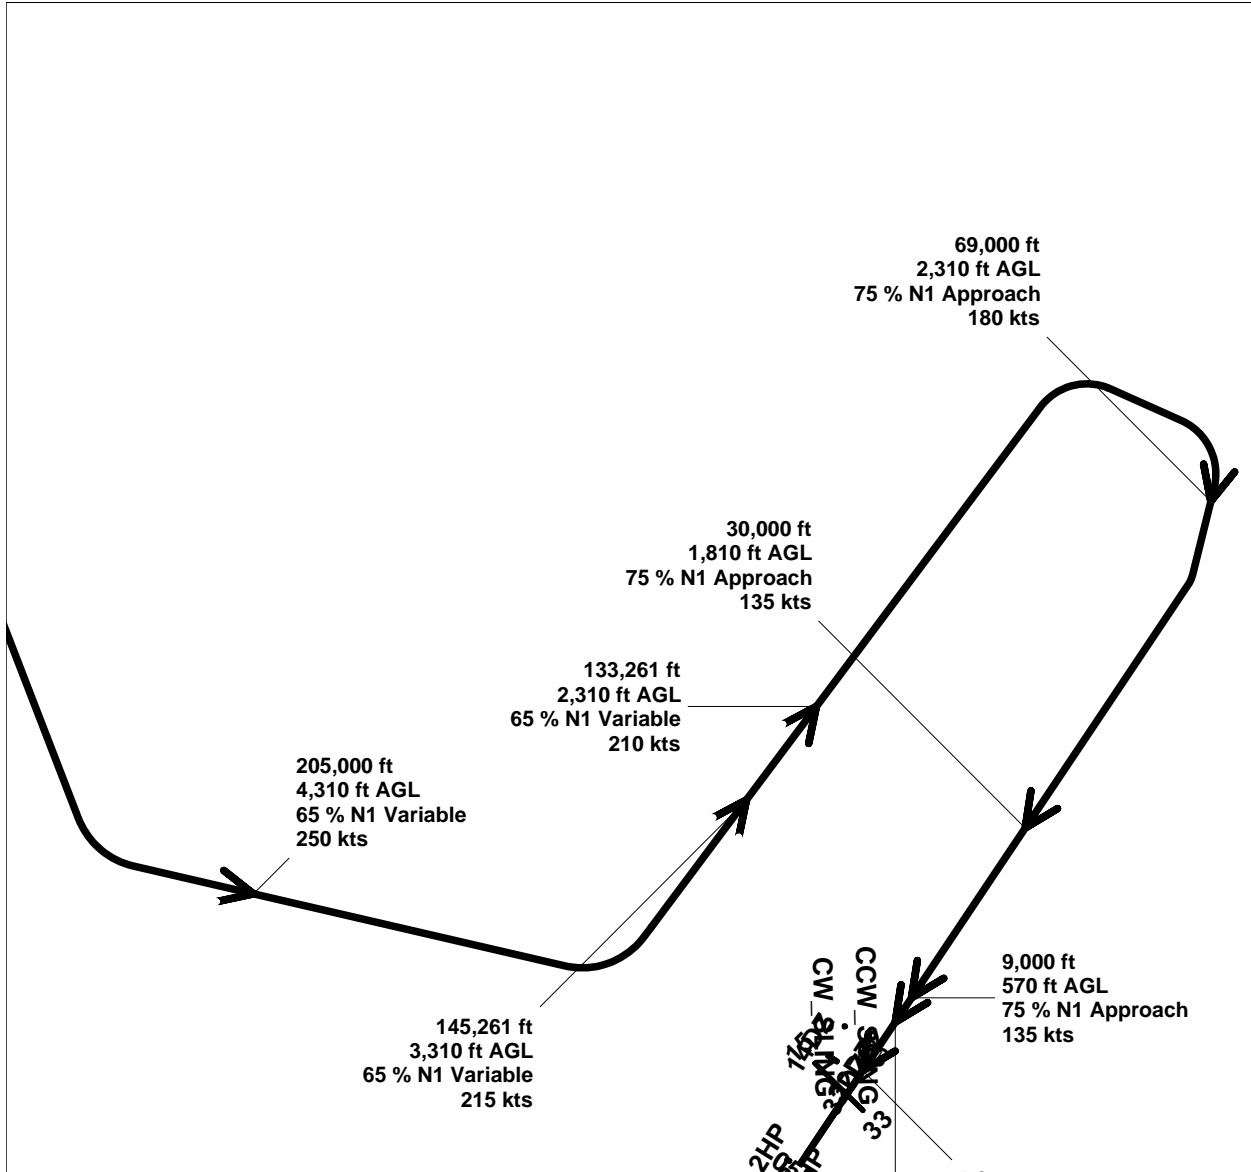 69,000 ft
2,310 ft AGL
75 % N1 Approach
180 kts
30,000 ft
1,810 ft AGL
75 % N1 Approach
135 kts
133,261 ft
2,310 ft AGL
65 % N1 Variable
210 kts
205,000 ft
4,310 ft AGL
65 % N1 Variable
250 kts
9,000 ft
570 ft AGL
75 % N1 Approach
135 kts
145,261 ft
3,310 ft AGL
65 % N1 Variable
215 kts
CW SLING
CCW
33
2HP